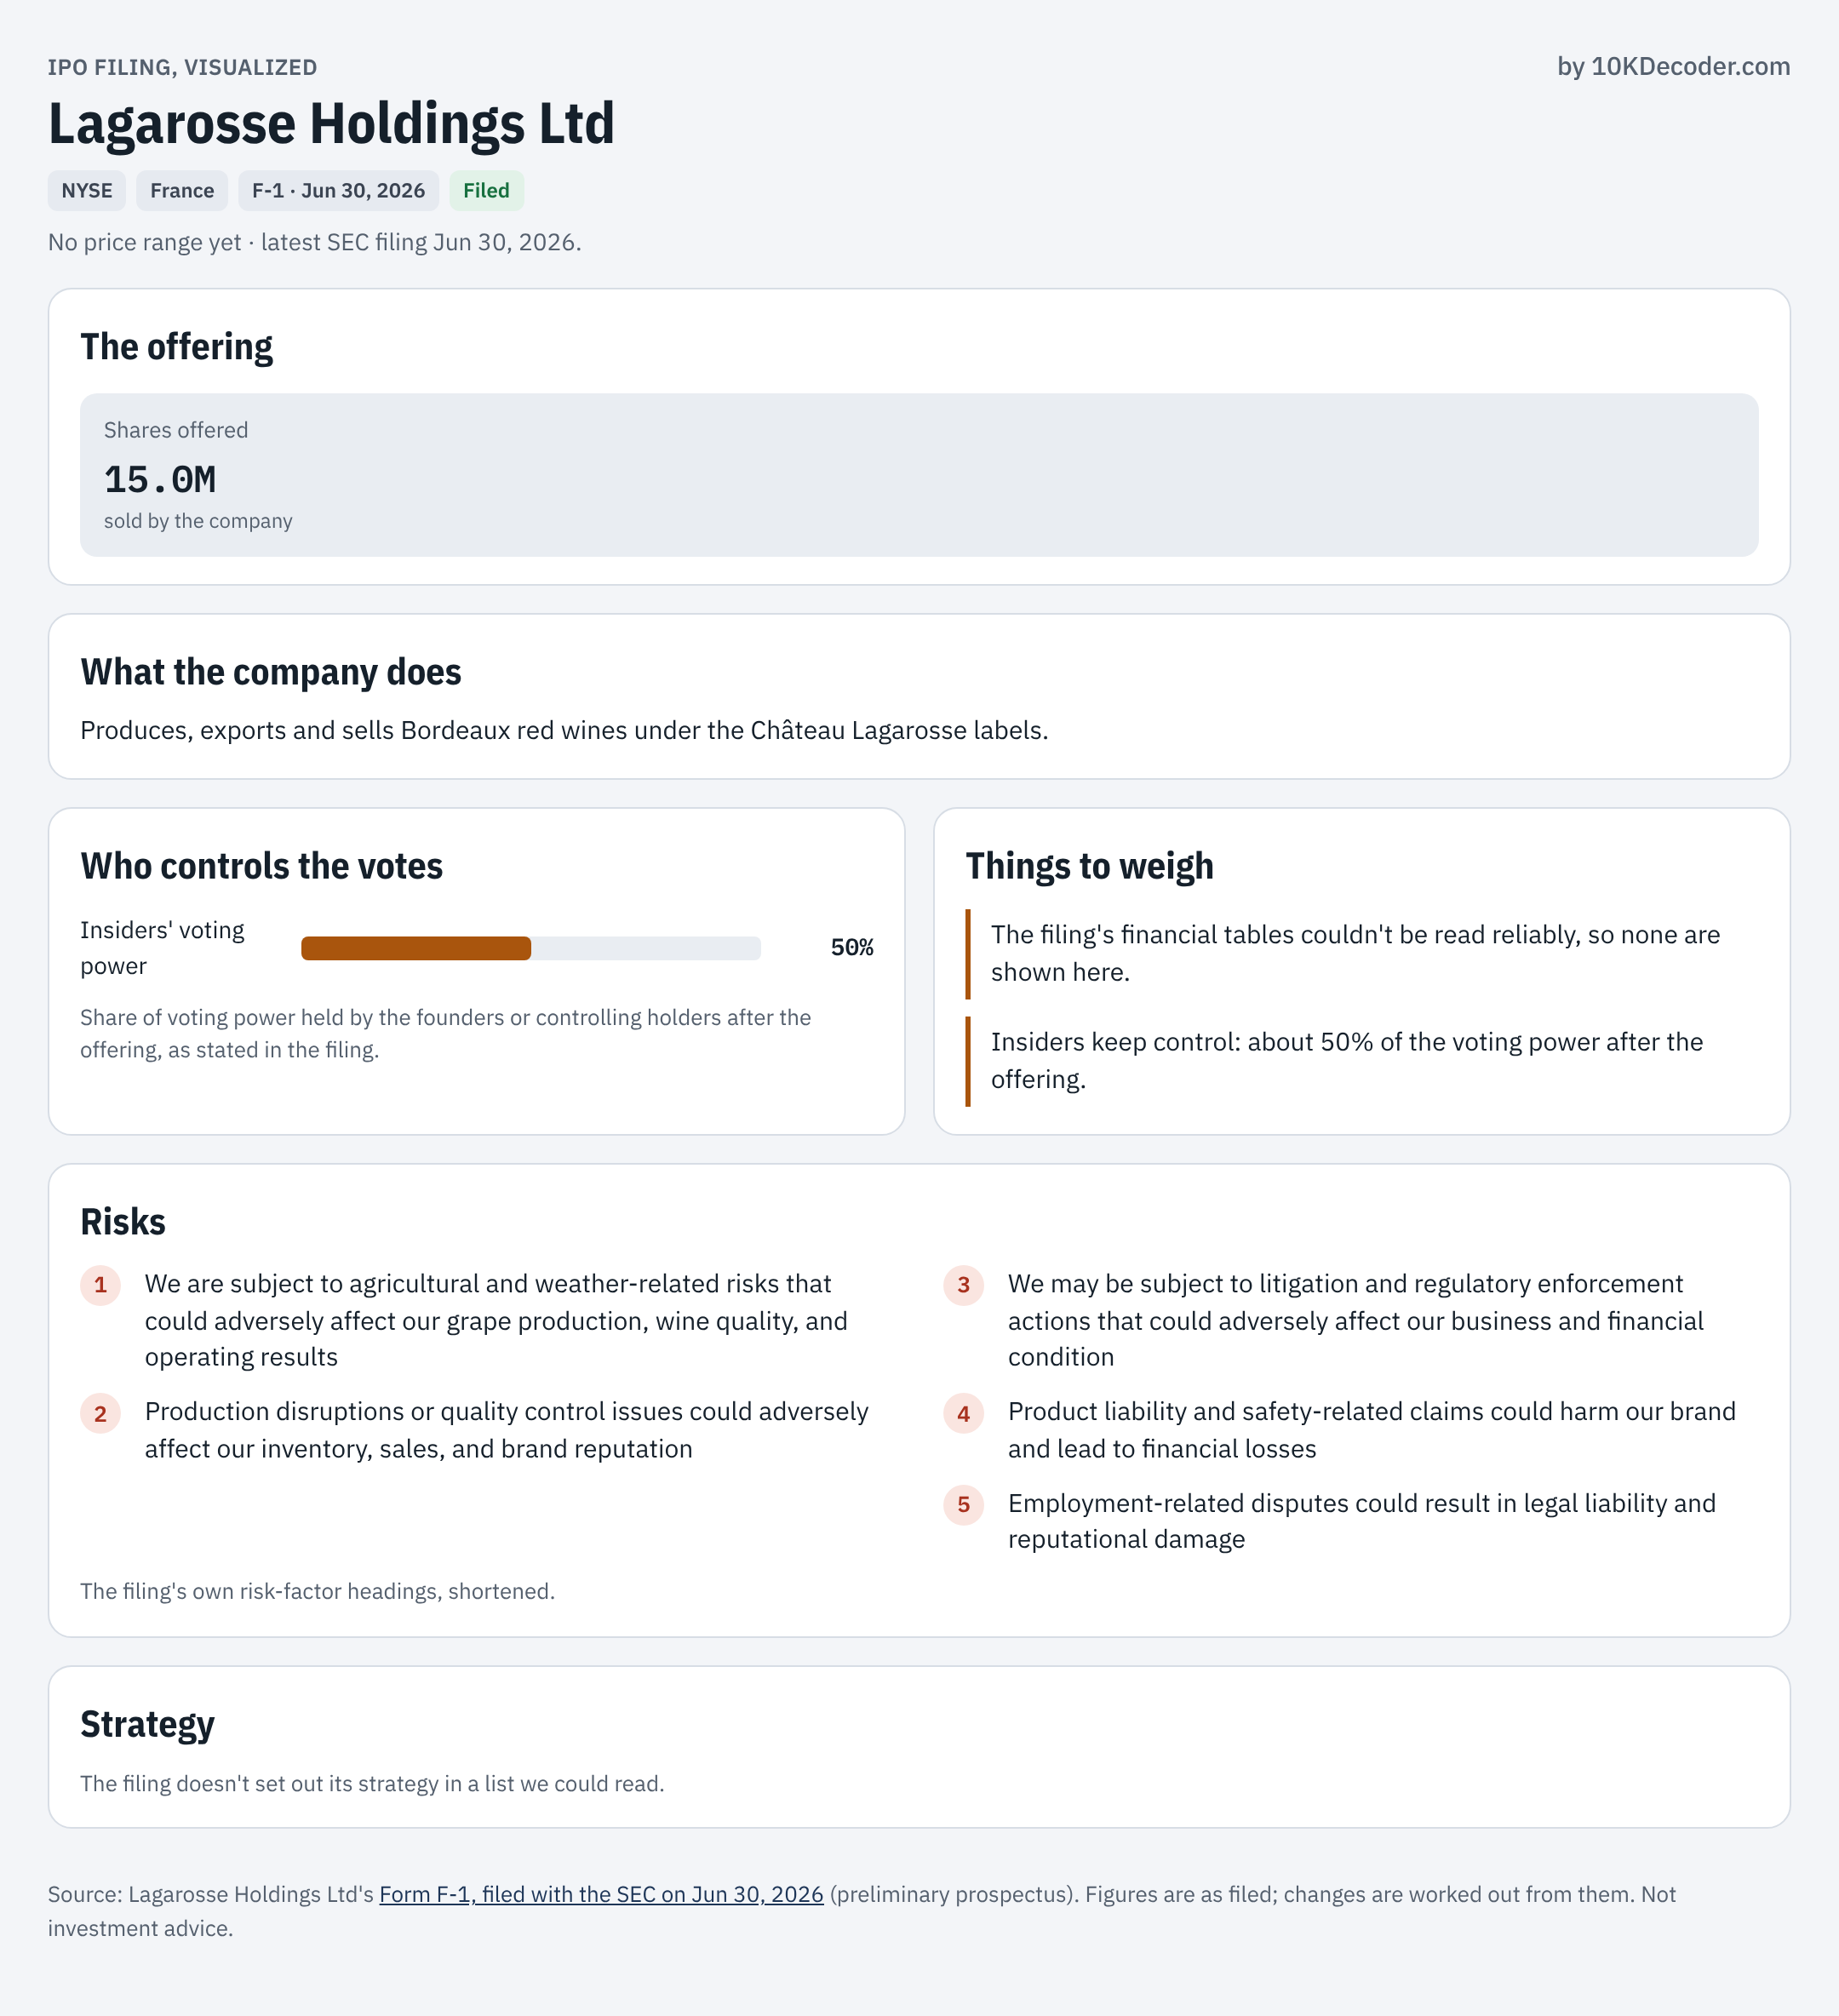 IPO FILING, VISUALIZED
by 10KDecoder.com
Lagarosse Holdings Ltd
NYSE
France
F-1 · Jun 30, 2026
Filed
No price range yet · latest SEC filing Jun 30, 2026.
The offering
Shares offered
15.0M
sold by the company
What the company does
Produces, exports and sells Bordeaux red wines under the Château Lagarosse labels.
Who controls the votes
Insiders' voting
power
50%
Share of voting power held by the founders or controlling holders after the
offering, as stated in the filing.
Things to weigh
The filing's financial tables couldn't be read reliably, so none are
shown here.
Insiders keep control: about 50% of the voting power after the
offering.
Risks
1 We are subject to agricultural and weather-related risks that
could adversely affect our grape production, wine quality, and
operating results
2 Production disruptions or quality control issues could adversely
affect our inventory, sales, and brand reputation
3 We may be subject to litigation and regulatory enforcement
actions that could adversely affect our business and financial
condition
4 Product liability and safety-related claims could harm our brand
and lead to financial losses
5 Employment-related disputes could result in legal liability and
reputational damage
The filing's own risk-factor headings, shortened.
Strategy
The filing doesn't set out its strategy in a list we could read.
Source: Lagarosse Holdings Ltd's Form F-1, filed with the SEC on Jun 30, 2026 (preliminary prospectus). Figures are as filed; changes are worked out from them. Not
investment advice.